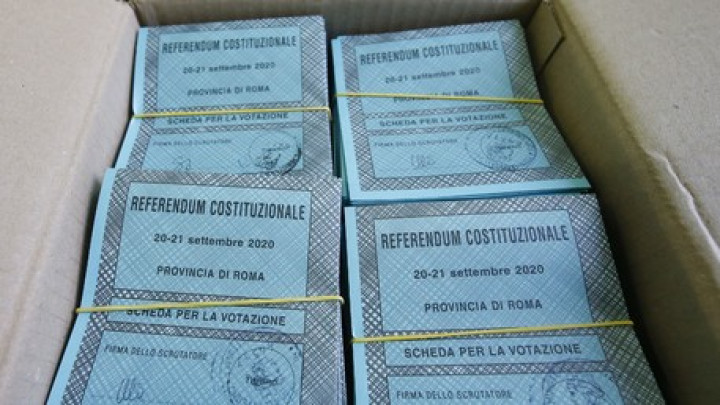 REFERENDUM COSTITUZIONALE
20-21 settembre 2020
PROVINCIA DI ROMA
SCHEDA PER LA VOTAZIONE
FIRMA DELLO SCRUTATORE
REFERENDUM COSTITUZIONALE
20-21 settembre 2020
PROVINCIA DI ROMA
SCHEDA PER LA VOTAZIONE
FIRMA DELLO SCRUTATORE
REFERENDUM COSTITUZIONALE
20-21 settembre 2020
PROVINCIA DI ROMA
SCHEDA PER LA VOTAZIONE
FIRMA DELLO SCRUTATORE
REFERENDUM COSTITUZIONALE
20-21 settembre 2020
PROVINCIA DI ROMA
SCHEDA PER LA VOTAZIONE
FIRMA DELLO SCRUTATORE